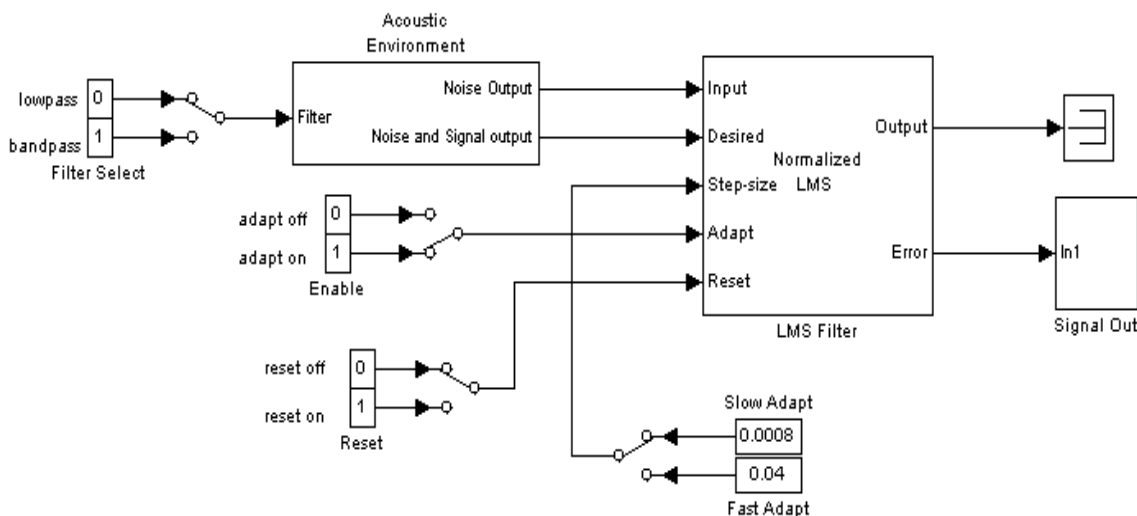 Acoustic
Environment
lowpass
0
bandpass
1
Filter Select
Filter
Noise Output
Noise and Signal output
Input
Desired
Step-size
Adapt
Reset
Normalized
LMS
Output
Error
LMS Filter
In1
Signal Out
adapt off
0
adapt on
1
Enable
reset off
0
reset on
1
Reset
Slow Adapt
0.0008
0.04
Fast Adapt